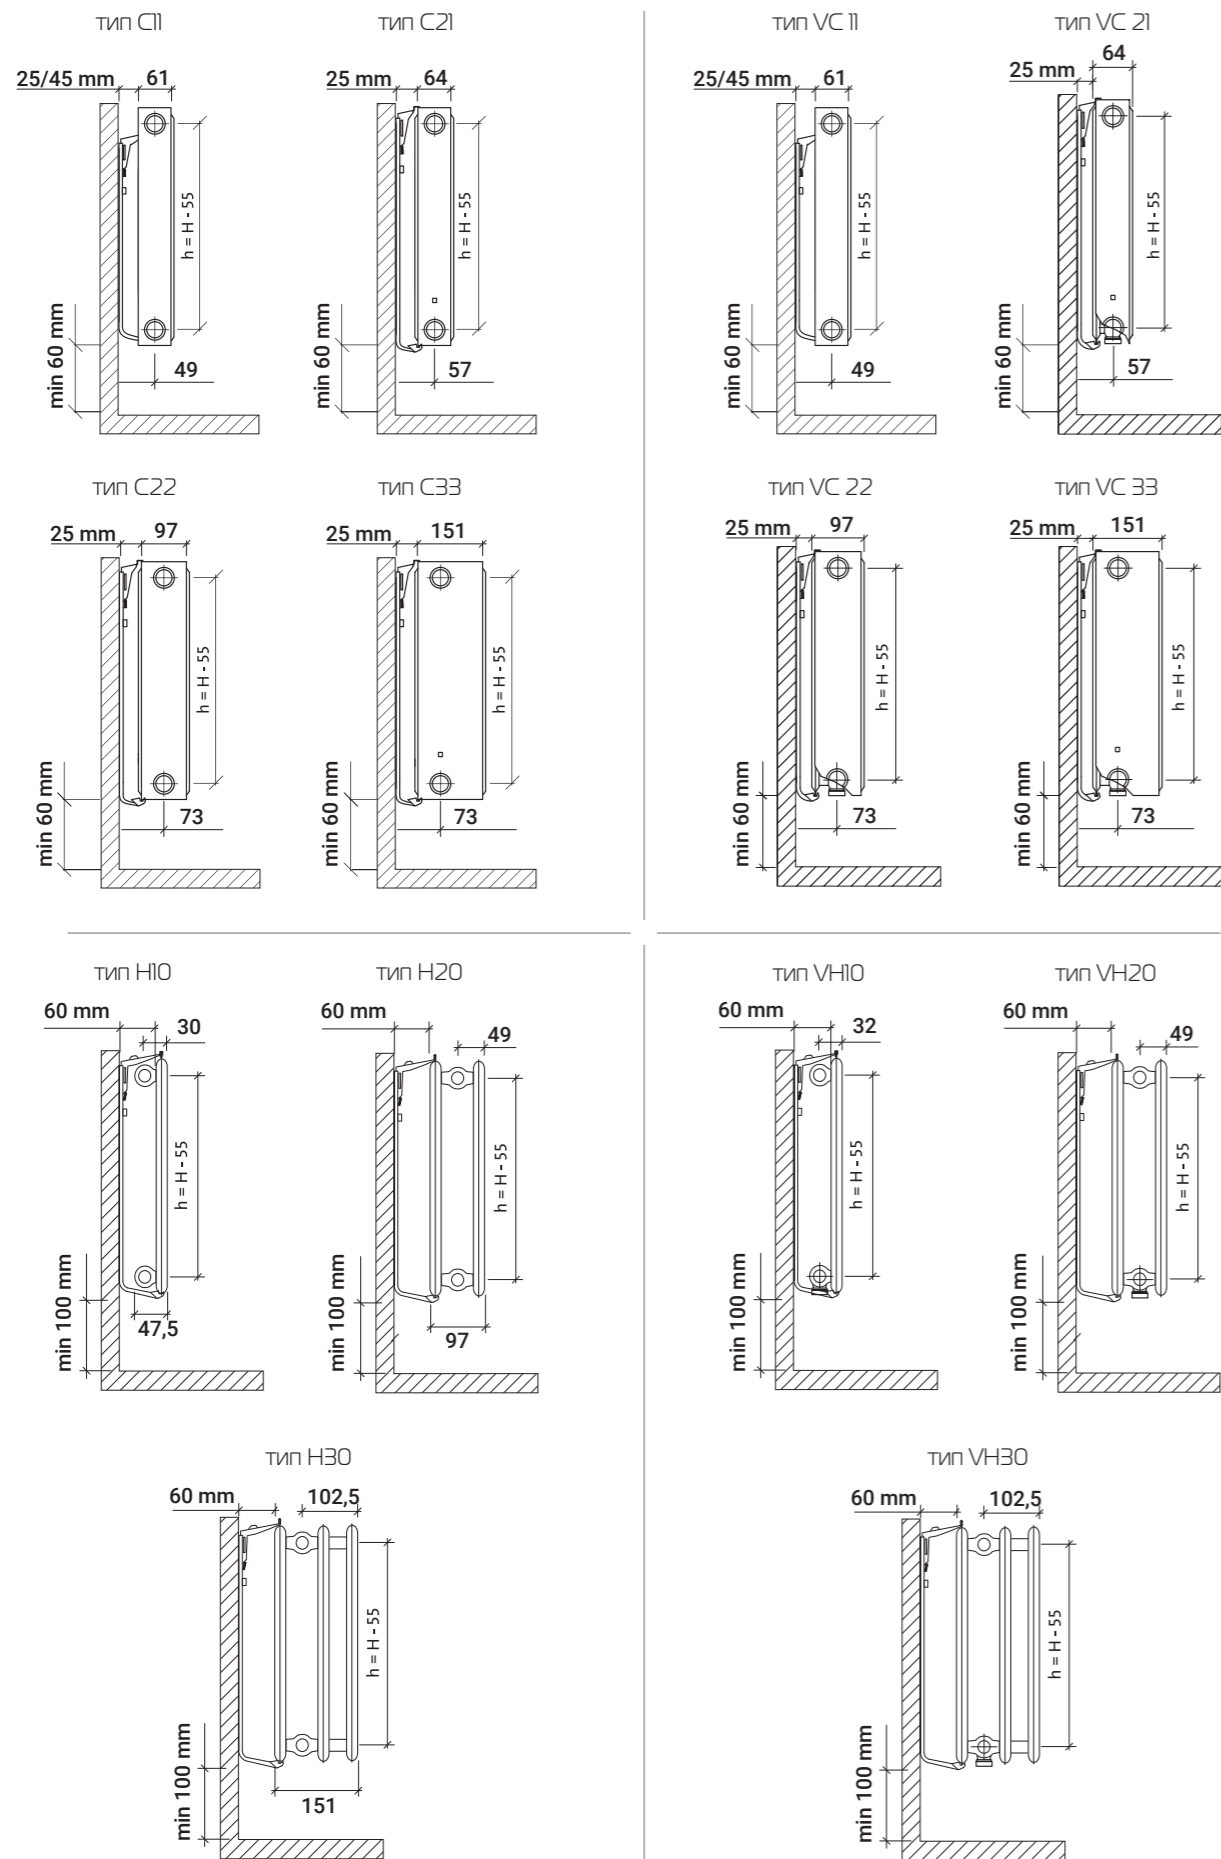 тип C11
25/45 mm 61
h = H - 55
min 60 mm
49
тип C21
25 mm 64
h = H - 55
min 60 mm
57
тип VC 11
25/45 mm 61
h = H - 55
min 60 mm
49
тип VC 21
64
25 mm
h = H - 55
min 60 mm
57
тип C22
25 mm 97
h = H - 55
min 60 mm
73
тип C33
25 mm 151
h = H - 55
min 60 mm
73
тип VC 22
25 mm 97
h = H - 55
min 60 mm
73
тип VC 33
25 mm 151
h = H - 55
min 60 mm
73
тип H10
60 mm
30
h = H - 55
min 100 mm
47,5
тип H20
60 mm
49
h = H - 55
min 100 mm
97
тип VH10
60 mm
32
h = H - 55
min 100 mm
тип VH20
60 mm
49
h = H - 55
min 100 mm
тип H30
60 mm 102,5
h = H - 55
min 100 mm
151
тип VH30
60 mm 102,5
h = H - 55
min 100 mm